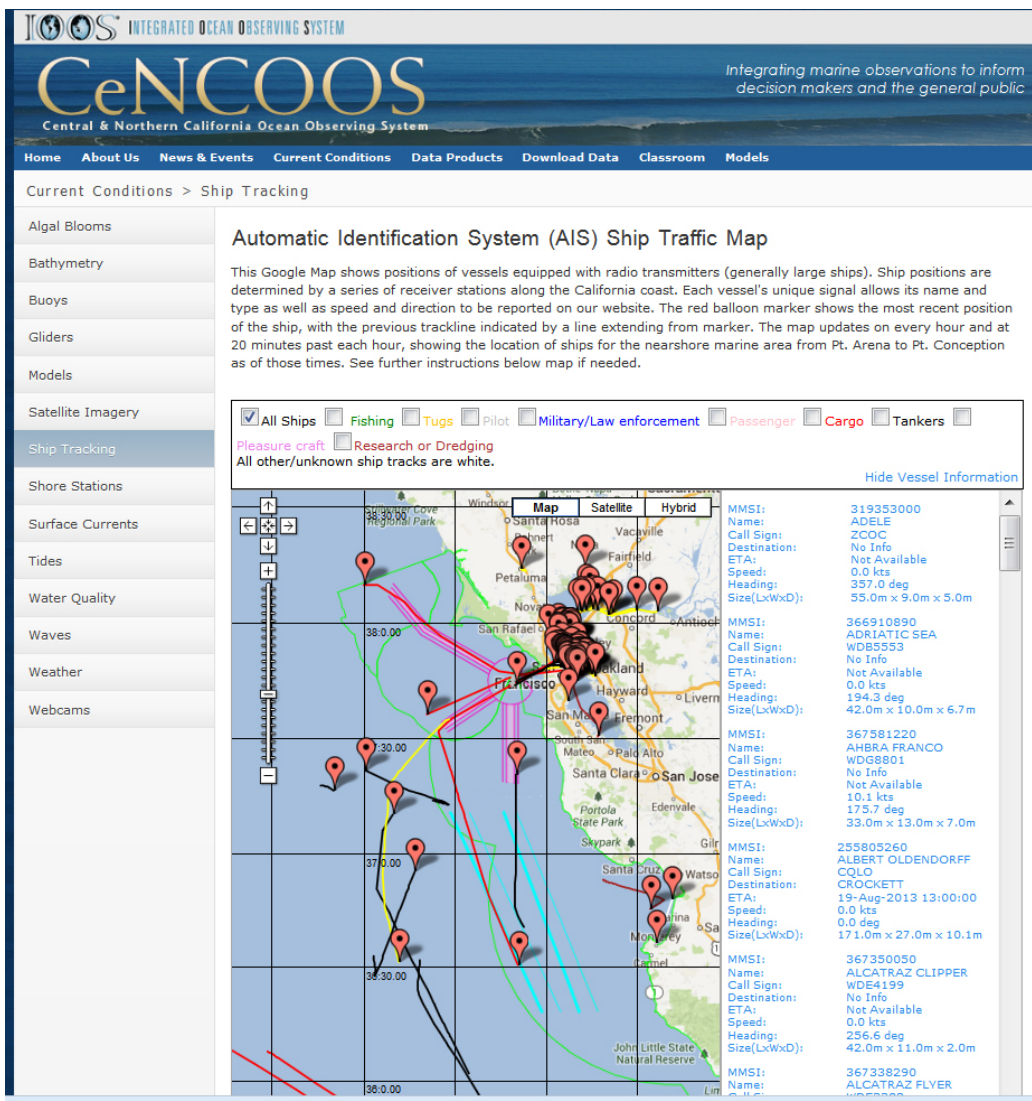 IOOS INTEGRATED OCEAN OBSERVING SYSTEM
CeNCOOS
Central & Northern California Ocean Observing System
Integrating marine observations to inform
decision makers and the general public
Home About Us News & Events Current Conditions Data Products Download Data Classroom Models
Current Conditions > Ship Tracking
Algal Blooms
Bathymetry
Buoys
Gliders
Models
Satellite Imagery
Ship Tracking
Shore Stations
Surface Currents
Tides
Water Quality
Waves
Weather
Webcams
Automatic Identification System (AIS) Ship Traffic Map
This Google Map shows positions of vessels equipped with radio transmitters (generally large ships). Ship positions are
determined by a series of receiver stations along the California coast. Each vessel's unique signal allows its name and
type as well as speed and direction to be reported on our website. The red balloon marker shows the most recent position
of the ship, with the previous trackline indicated by a line extending from marker. The map updates on every hour and at
20 minutes past each hour, showing the location of ships for the nearshore marine area from Pt. Arena to Pt. Conception
as of those times. See further instructions below map if needed.
All Ships Fishing Tugs Pilot Military/Law enforcement Passenger Cargo Tankers
Pleasure craft Research or Dredging
All other/unknown ship tracks are white.
Hide Vessel Information
Map Satellite Hybrid
Stillwater Cove
Regional Park
38:30.00
Windsor
Santa Rosa
Vacaville
Fairfield
Petaluma
Concord
Antioch
38:0.00
San Rafael
Oakland
Francisco
Hayward
Fremont
South San
Mateo
Palo
Alto
Santa Clara
San Jose
Portola
State Park
Edenvale
Skypark
37:0.00
Santa Cruz
Monterey
Carmel
36:30.00
1
John Little State
Natural Reserve
36:0.00
MMSI: 319353000
Name: ADELE
Call Sign: ZCOC
Destination: No Info
ETA: Not Available
Speed: 0.0 kts
Heading: 357.0 deg
Size(LxWxD): 55.0m x 9.0m x 5.0m
MMSI: 366910890
Name: ADRIATIC SEA
Call Sign: WDB5553
Destination: No Info
ETA: Not Available
Speed: 0.0 kts
Heading: 194.3 deg
Size(LxWxD): 42.0m x 10.0m x 6.7m
MMSI: 367581220
Name: AHBRA FRANCO
Call Sign: WDG8801
Destination: No Info
ETA: Not Available
Speed: 10.1 kts
Heading: 175.7 deg
Size(LxWxD): 33.0m x 13.0m x 7.0m
MMSI: 255805260
Name: ALBERT OLDENDORFF
Call Sign: CQLO
Destination: CROCKETT
ETA: 19-Aug-2013 13:00:00
Speed: 0.0 kts
Heading: 0.0 deg
Size(LxWxD): 171.0m x 27.0m x 10.1m
MMSI: 367350050
Name: ALCATRAZ CLIPPER
Call Sign: WDE4199
Destination: No Info
ETA: Not Available
Speed: 0.0 kts
Heading: 256.6 deg
Size(LxWxD): 42.0m x 11.0m x 2.0m
MMSI: 367338290
Name: ALCATRAZ FLYER